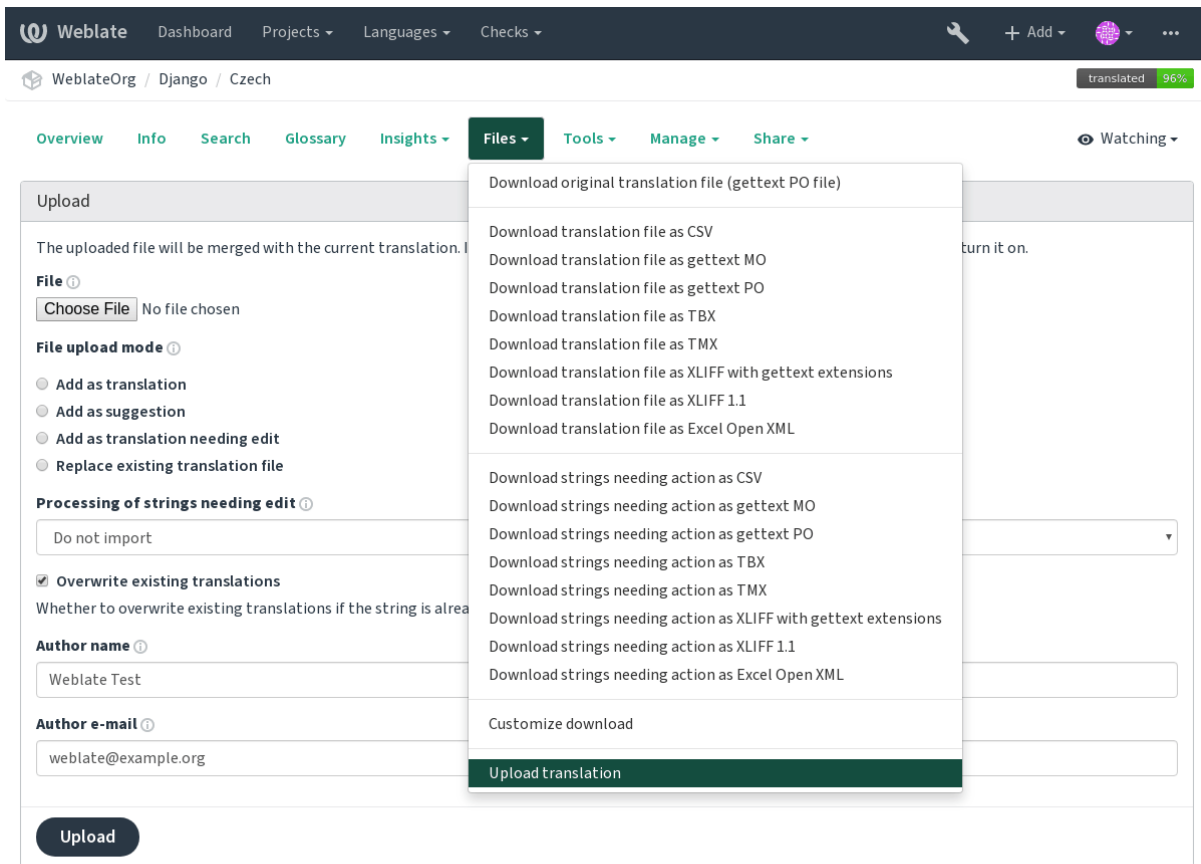 Weblate Dashboard Projects Languages Checks + Add ...
WeblateOrg / Django / Czech translated 96%
Overview Info Search Glossary Insights Files Tools Manage Share Watching
Download original translation file (gettext PO file)
Upload
The uploaded file will be merged with the current translation. I
turn it on.
Download translation file as CSV
Download translation file as gettext MO
Download translation file as gettext PO
Download translation file as TBX
Download translation file as TMX
Download translation file as XLIFF with gettext extensions
Download translation file as XLIFF 1.1
Download translation file as Excel Open XML
Download strings needing action as CSV
Download strings needing action as gettext MO
Download strings needing action as gettext PO
Download strings needing action as TBX
Download strings needing action as TMX
Download strings needing action as XLIFF with gettext extensions
Download strings needing action as XLIFF 1.1
Download strings needing action as Excel Open XML
Customize download
Upload translation
File
Choose File No file chosen
File upload mode
Add as translation
Add as suggestion
Add as translation needing edit
Replace existing translation file
Processing of strings needing edit
Do not import
Overwrite existing translations
Whether to overwrite existing translations if the string is alrea
Author name
Weblate Test
Author e-mail
weblate@example.org
Upload